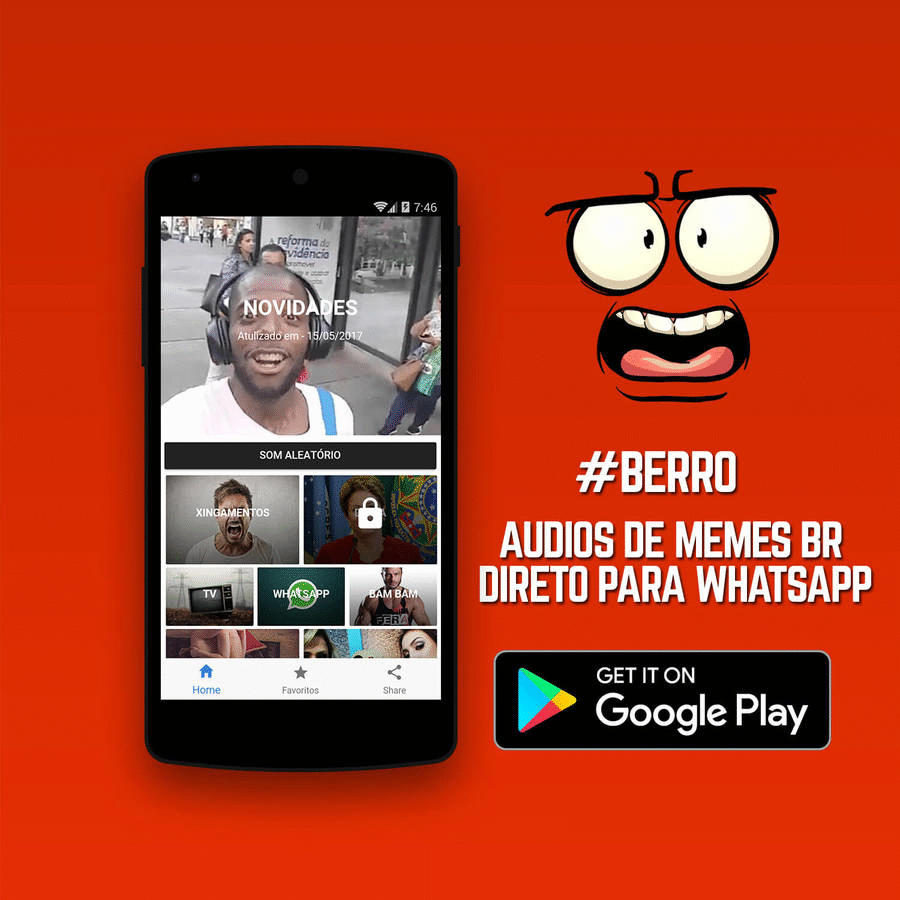 7:46
reforma da
NOVIDADES
Atulizado em - 15/05/2017
SOM ALEATÓRIO
XINGAMENTOS
TV
WHATSAPP
BAM BAM
FERA
Home
Favoritos
Share
#BERRO
AUDIOS DE MEMES BR
DIRETO PARA WHATSAPP
GET IT ON
Google Play